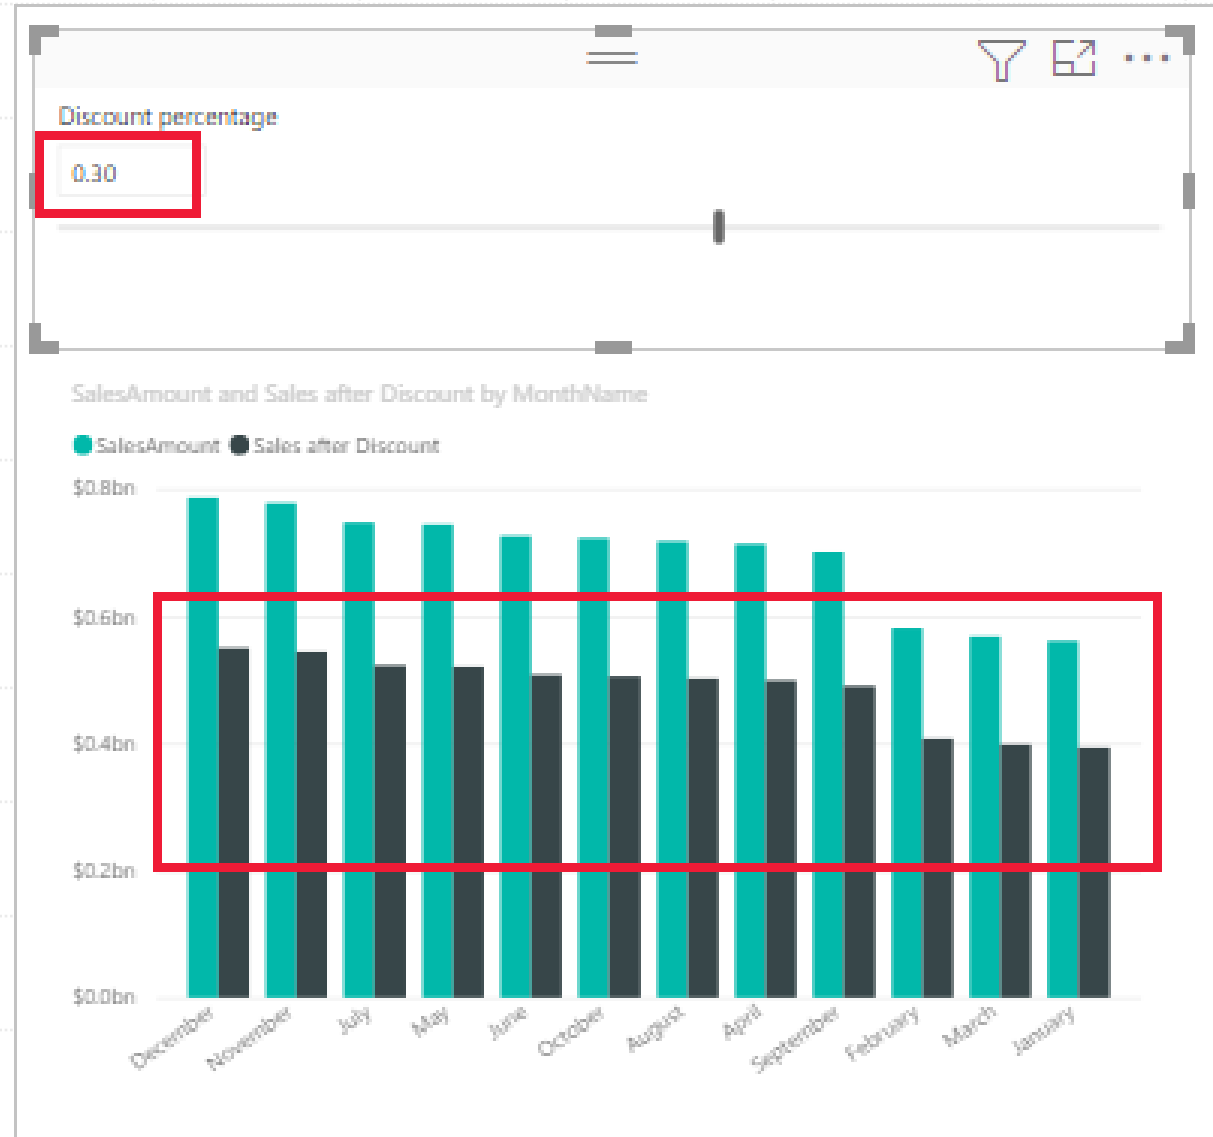 Discount percentage
0.30
SalesAmount and Sales after Discount by MonthName
SalesAmount Sales after Discount
$0.8bn
$0.6bn
$0.4bn
$0.2bn
$0.0bn
December November July May June October August April September February March January